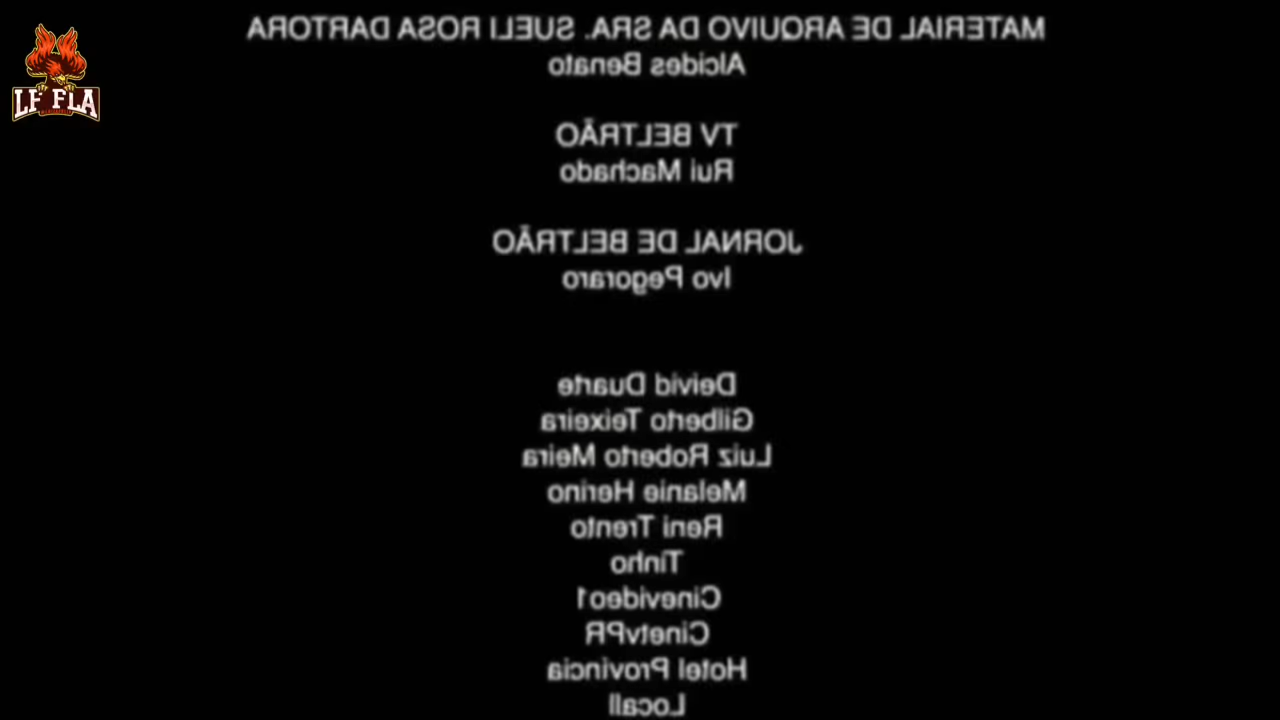 MATERIAL DE ARQUIVO DA SRA. SUELI ROSA DARTORA
Alcides Benato
TV BELTRÃO
Rui Machado
JORNAL DE BELTRÃO
Ivo Pegoraro
Deivid Duarte
Gilberto Teixeira
Luiz Roberto Meira
Melanie Herino
Reni Trento
Tinho
Cinevideo1
CinetvPR
Hotel Província
Locall
LF FLA